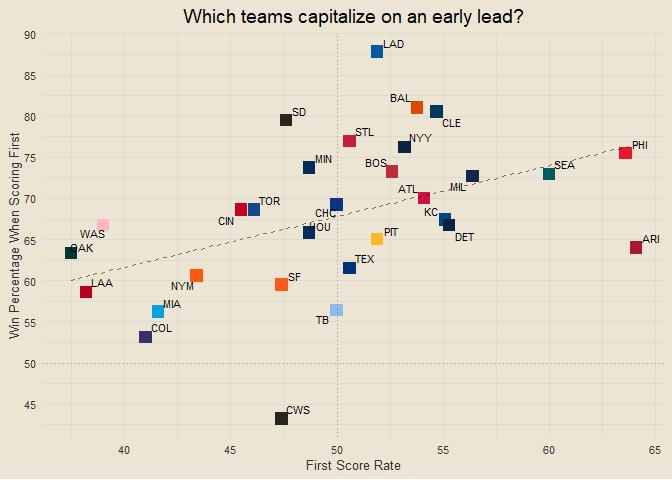 Which teams capitalize on an early lead?
90
LAD
85
BAL
CLE
80
SD
STL
NYY
PHI
75
MIN
BOS
SEA
MIL
ATL
70
TOR
KC
CIN
CHC
WAS
HOU
PIT
DET
ARI
65
OAK
TEX
60
LAA
NYM
SF
MIA
TB
55
COL
50
45
CWS
Win Percentage When Scoring First
40
45
50
55
60
65
First Score Rate